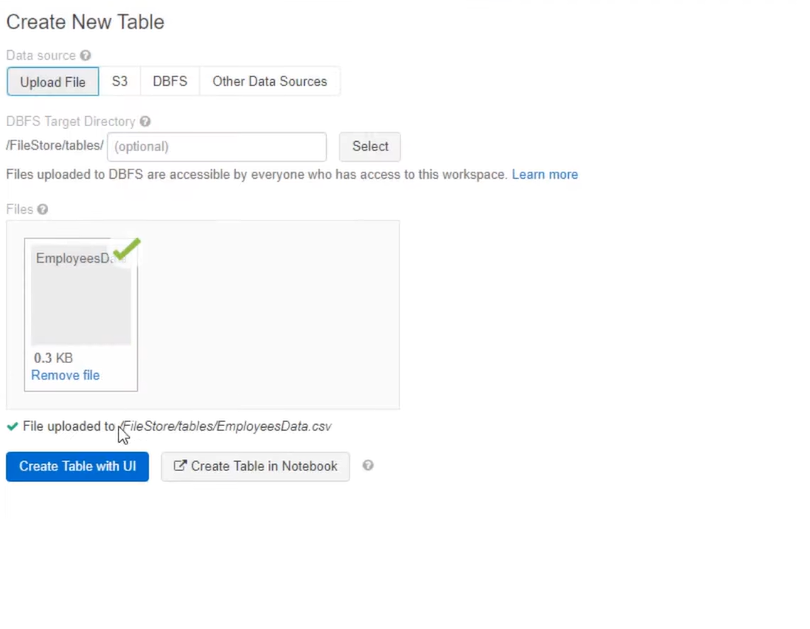 Create New Table
Data source
Upload File S3 DBFS Other Data Sources
DBFS Target Directory
/FileStore/tables/ (optional) Select
Files uploaded to DBFS are accessible by everyone who has access to this workspace. Learn more
Files
EmployeesD
0.3 KB
Remove file
File uploaded to /FileStore/tables/EmployeesData.csv
Create Table with UI Create Table in Notebook